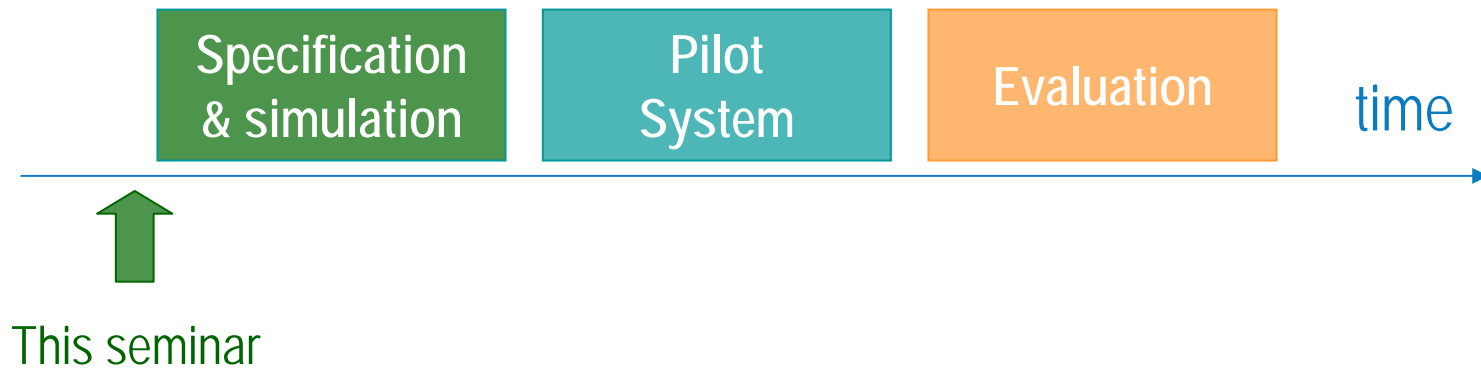 Specification
& simulation
Pilot
System
Evaluation
time
This seminar